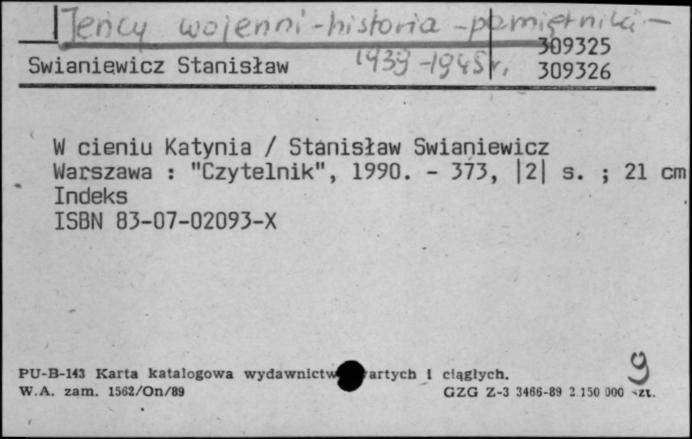 Jeńcy wojenni - historia - pamiętniki -
309325
Swianiewicz Stanisław 1939-1945 r. 309326
W cieniu Katynia / Stanisław Swianiewicz
Warszawa : "Czytelnik", 1990. - 373, |2| s. ; 21 cm
Indeks
ISBN 83-07-02093-X
9
PU-B-143 Karta katalogowa wydawnictw artych i ciągłych.
W.A. zam. 1562/On/89 GZG Z-3 3466-89 2.150 000 szt.